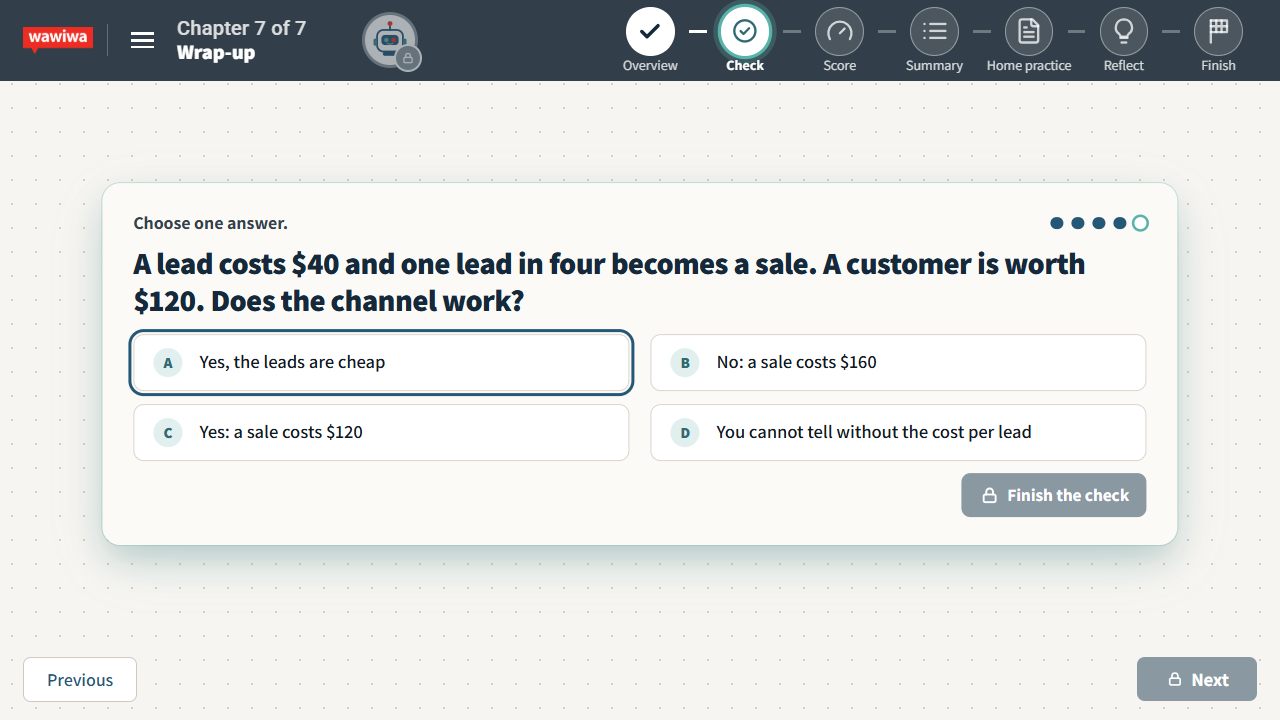 wawiwa
Chapter 7 of 7
Wrap-up
Overview
Check
Score
Summary
Home practice
Reflect
Finish
Choose one answer.
A lead costs $40 and one lead in four becomes a sale. A customer is worth
$120. Does the channel work?
A Yes, the leads are cheap
B No: a sale costs $160
C Yes: a sale costs $120
D You cannot tell without the cost per lead
Finish the check
Previous
Next